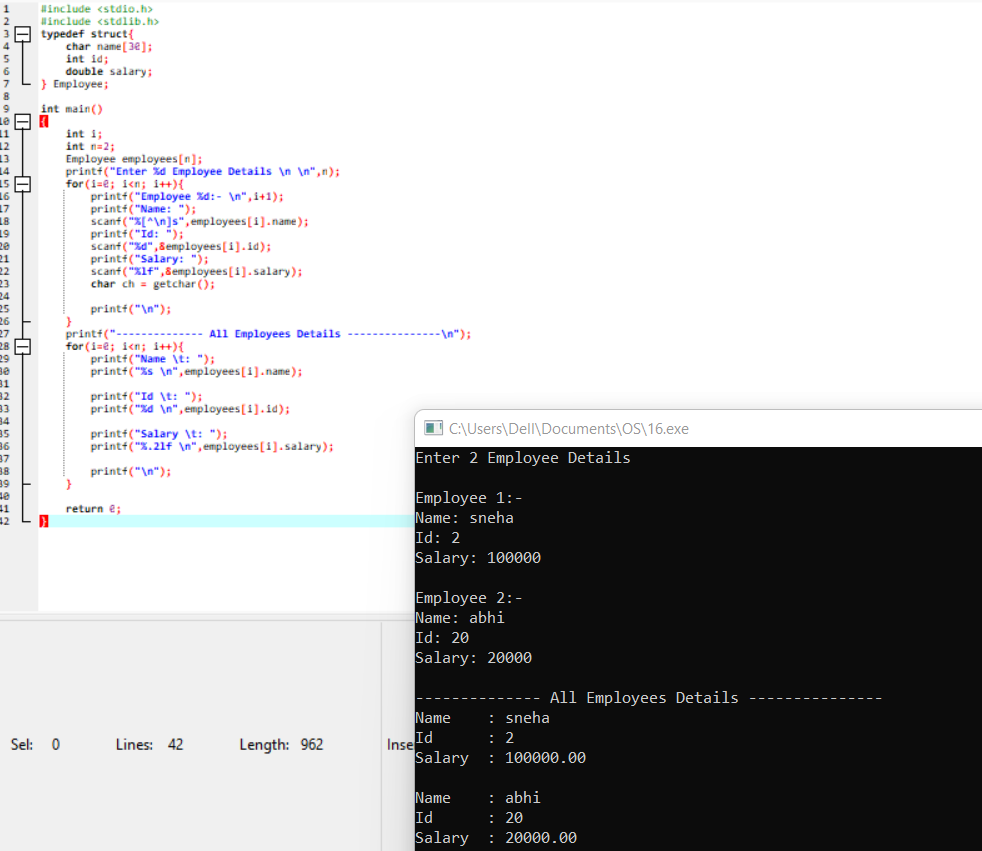 1 #include <stdio.h>
2 #include <stdlib.h>
3 typedef struct{
4 char name[30];
5 int id;
6 double salary;
7 } Employee;
8
9 int main()
10 {
11 int i;
12 int n=2;
13 Employee employees[n];
14 printf("Enter %d Employee Details \n \n",n);
15 for(i=0; i<n; i++){
16 printf("Employee %d:- \n",i+1);
17 printf("Name: ");
18 scanf("%[^\n]s",employees[i].name);
19 printf("Id: ");
20 scanf("%d",&employees[i].id);
21 printf("Salary: ");
22 scanf("%lf",&employees[i].salary);
23 char ch = getchar();
24
25 printf("\n");
26 }
27 printf("-------------- All Employees Details ---------------\n");
28 for(i=0; i<n; i++){
29 printf("Name \t: ");
30 printf("%s \n",employees[i].name);
31
32 printf("Id \t: ");
33 printf("%d \n",employees[i].id);
34
35 printf("Salary \t: ");
36 printf("%.2lf \n",employees[i].salary);
37
38 printf("\n");
39 }
40
41 return 0;
42 }
Sel: 0 Lines: 42 Length: 962 Inse
C:\Users\Dell\Documents\OS\16.exe
Enter 2 Employee Details
Employee 1:-
Name: sneha
Id: 2
Salary: 100000
Employee 2:-
Name: abhi
Id: 20
Salary: 20000
-------------- All Employees Details ---------------
Name : sneha
Id : 2
Salary : 100000.00
Name : abhi
Id : 20
Salary : 20000.00